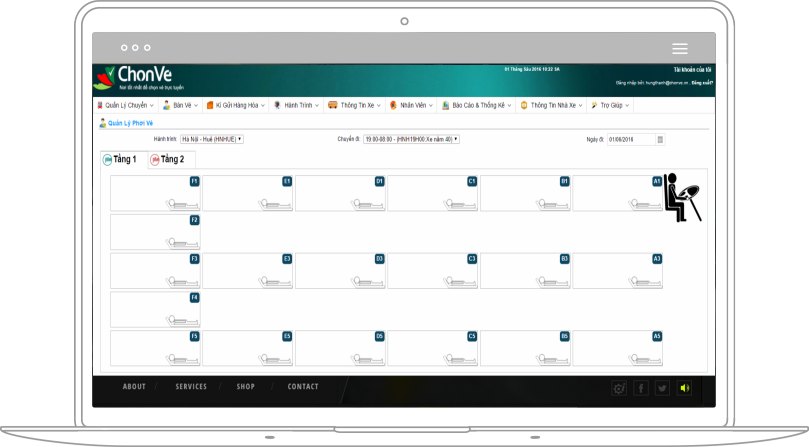 ChonVe
Nơi tốt nhất để chọn vé trực tuyến
01 Tháng Sáu 2016 10:22 SA
Tài khoản của tôi
Đăng nhập bởi: hungthanh@chonve.vn , Đăng xuất?
Quản Lý Chuyến
Bán Vé
Kí Gửi Hàng Hóa
Hành Trình
Thông Tin Xe
Nhân Viên
Báo Cáo & Thống Kê
Thông Tin Nhà Xe
Trợ Giúp
Quản Lý Phơi Vé
Hành trình: Hà Nội - Huế (HNHUE)
Chuyến đi: 19:00-08:00 - (HNH19H00:Xe nằm 40)
Ngày đi: 01/06/2016
Tầng 1 Tầng 2
F1 E1 D1 C1 B1 A1
F2
F3 E3 D3 C3 B3 A3
F4
F5 E5 D5 C5 B5 A5
ABOUT / SERVICES / SHOP / CONTACT